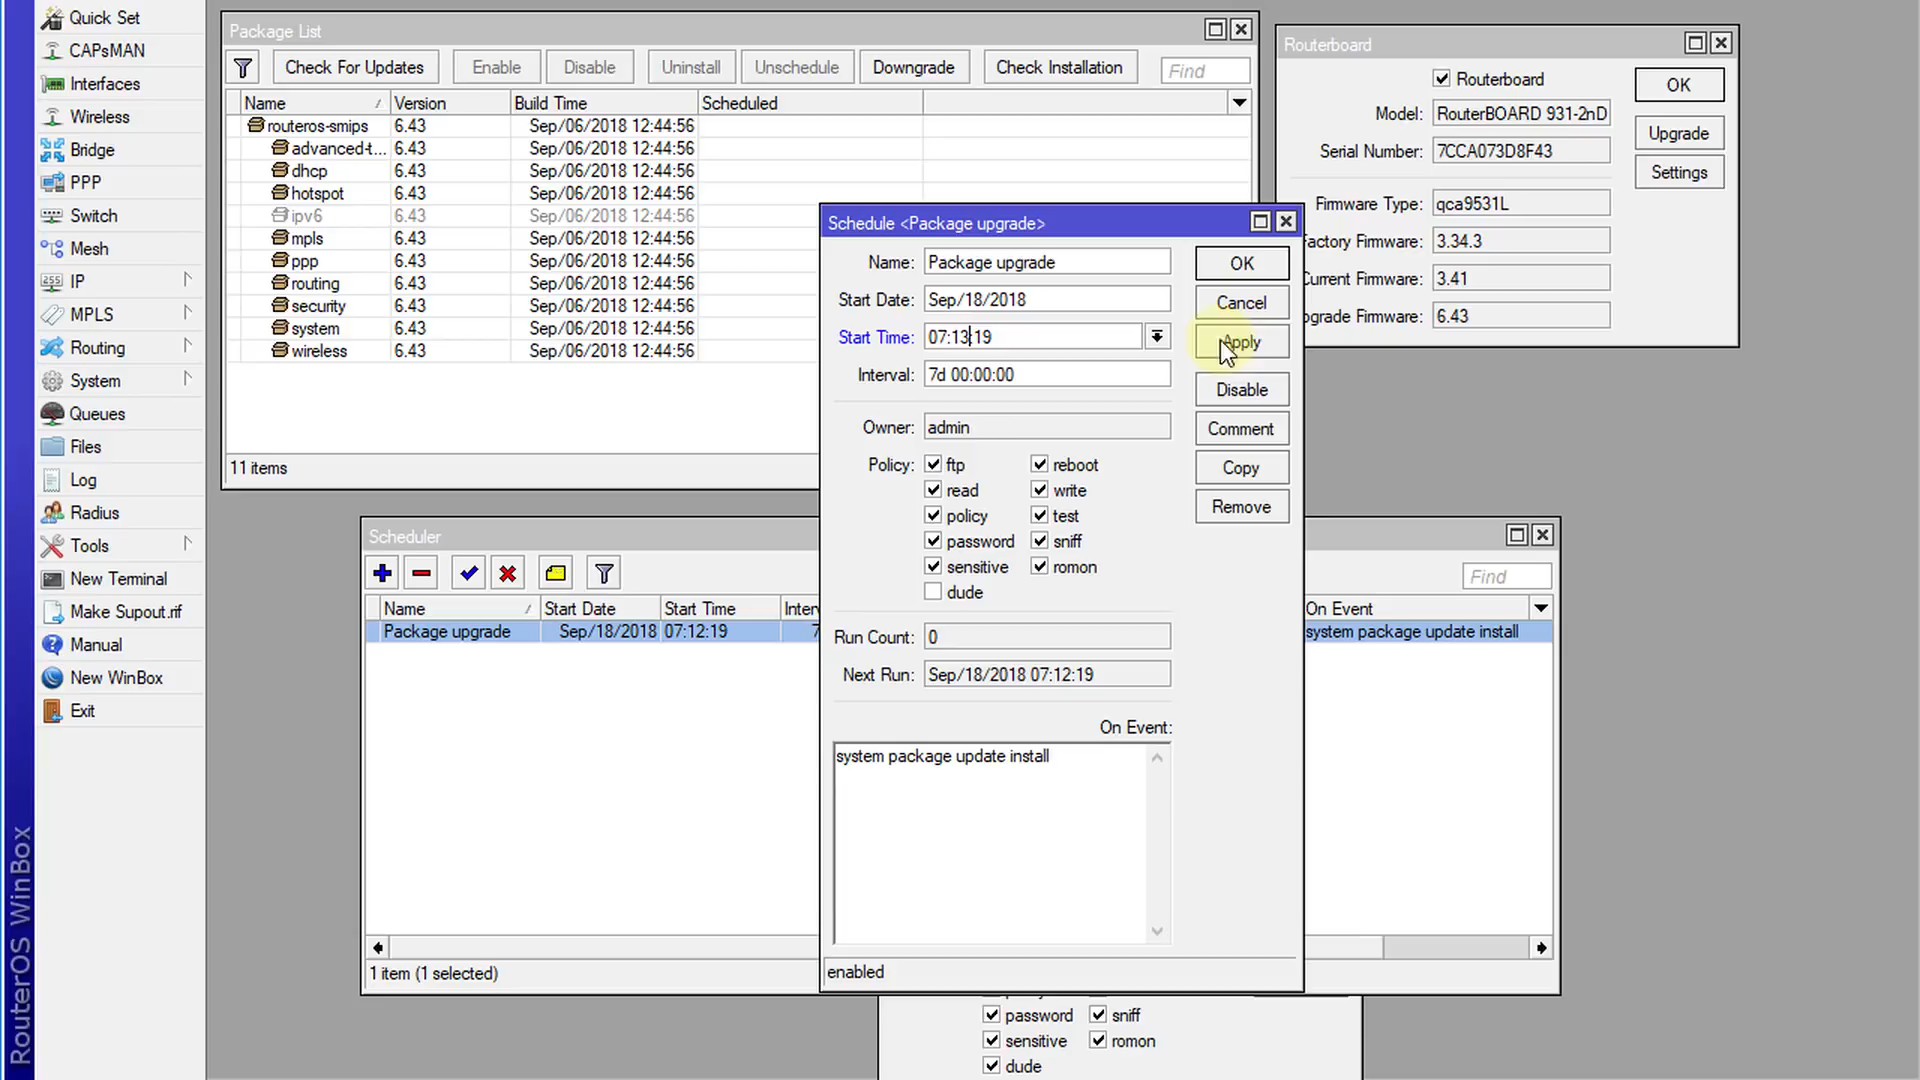 Quick Set
CAPsMAN
Interfaces
Wireless
Bridge
PPP
Switch
Mesh
IP
MPLS
Routing
System
Queues
Files
Log
Radius
Tools
New Terminal
Make Supout.rif
Manual
New WinBox
Exit
RouterOS WinBox
Package List
Check For Updates Enable Disable Uninstall Unschedule Downgrade Check Installation Find
Name Version Build Time Scheduled
routeros-smips 6.43 Sep/06/2018 12:44:56
advanced-t... 6.43 Sep/06/2018 12:44:56
dhcp 6.43 Sep/06/2018 12:44:56
hotspot 6.43 Sep/06/2018 12:44:56
ipv6 6.43 Sep/06/2018 12:44:56
mpls 6.43 Sep/06/2018 12:44:56
ppp 6.43 Sep/06/2018 12:44:56
routing 6.43 Sep/06/2018 12:44:56
security 6.43 Sep/06/2018 12:44:56
system 6.43 Sep/06/2018 12:44:56
wireless 6.43 Sep/06/2018 12:44:56
11 items
Routerboard
Routerboard OK
Model: RouterBOARD 931-2nD
Upgrade
Serial Number: 7CCA073D8F43
Settings
Firmware Type: qca9531L
actory Firmware: 3.34.3
Current Firmware: 3.41
grade Firmware: 6.43
Schedule <Package upgrade>
Name: Package upgrade OK
Start Date: Sep/18/2018 Cancel
Start Time: 07:13:19 Apply
Interval: 7d 00:00:00 Disable
Owner: admin Comment
Policy: ftp reboot Copy
read write Remove
policy test
password sniff
sensitive romon
dude
Run Count: 0
Next Run: Sep/18/2018 07:12:19
On Event:
system package update install
enabled
Scheduler
Find
Name Start Date Start Time Interv On Event
Package upgrade Sep/18/2018 07:12:19 7 system package update install
1 item (1 selected)
password sniff
sensitive romon
dude